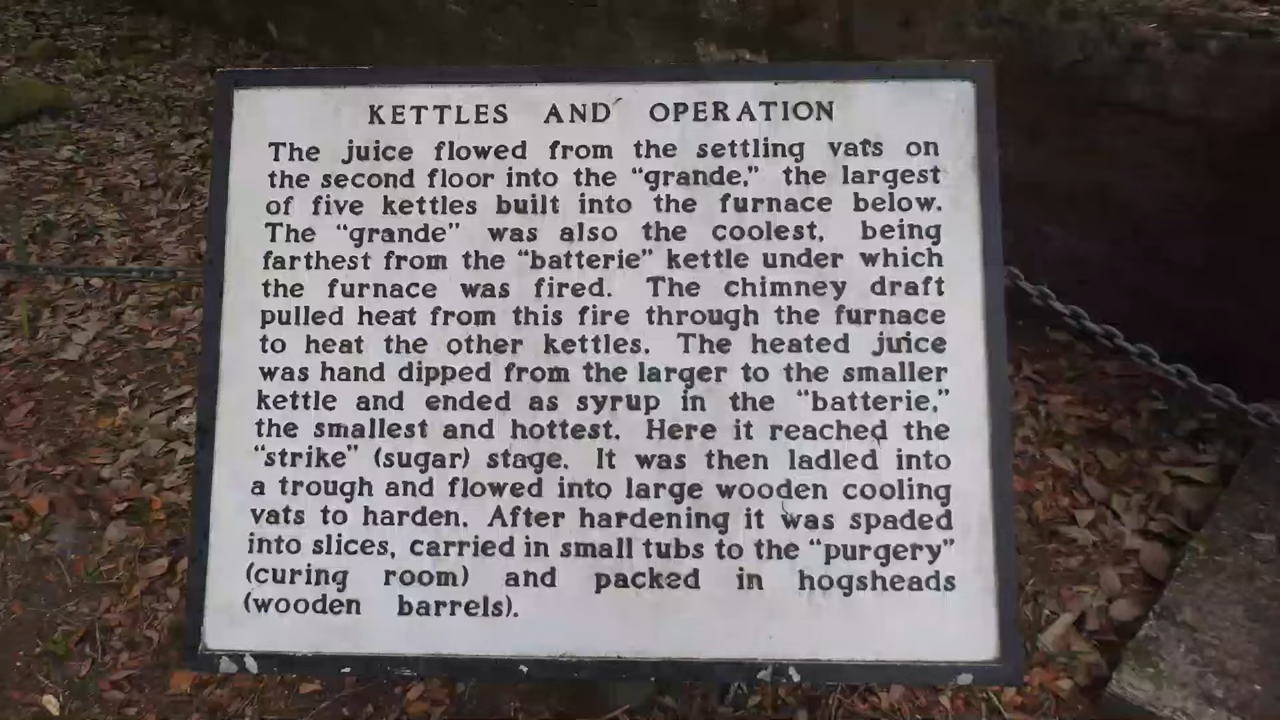 KETTLES AND OPERATION
The juice flowed from the settling vats on
the second floor into the “grande,” the largest
of five kettles built into the furnace below.
The “grande” was also the coolest, being
farthest from the “batterie” kettle under which
the furnace was fired. The chimney draft
pulled heat from this fire through the furnace
to heat the other kettles. The heated juice
was hand dipped from the larger to the smaller
kettle and ended as syrup in the “batterie,”
the smallest and hottest. Here it reached the
“strike” (sugar) stage. It was then ladled into
a trough and flowed into large wooden cooling
vats to harden. After hardening it was spaded
into slices, carried in small tubs to the “purgery”
(curing room) and packed in hogsheads
(wooden barrels).